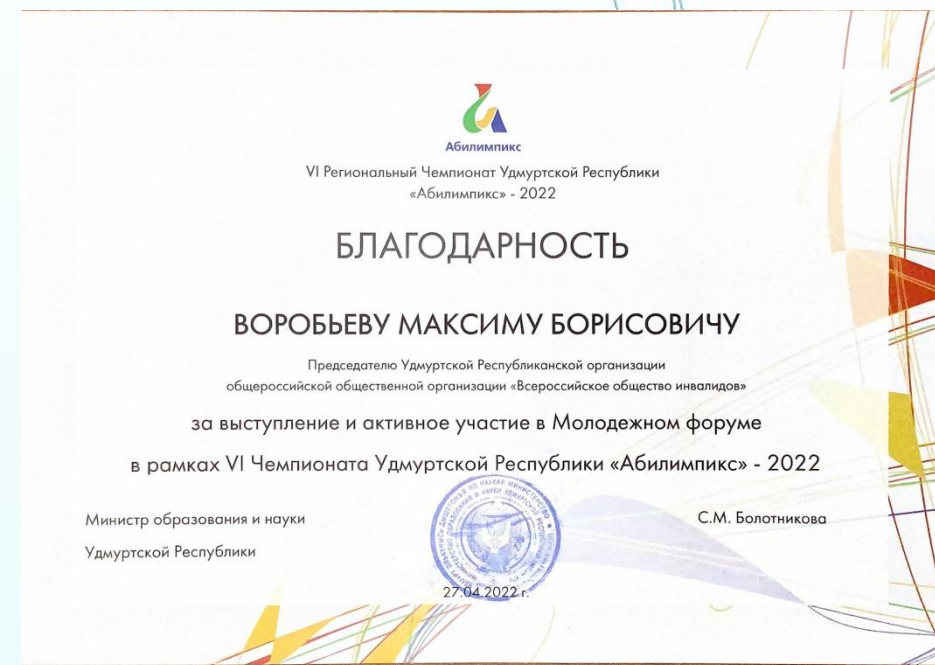 Абилимпикс
VI Региональный Чемпионат Удмуртской Республики
«Абилимпикс» - 2022
БЛАГОДАРНОСТЬ
ВОРОБЬЕВУ МАКСИМУ БОРИСОВИЧУ
Председателю Удмуртской Республиканской организации
общероссийской общественной организации «Всероссийское общество инвалидов»
за выступление и активное участие в Молодежном форуме
в рамках VI Чемпионата Удмуртской Республики «Абилимпикс» - 2022
Министр образования и науки
Удмуртской Республики
С.М. Болотникова
27.04.2022 г.